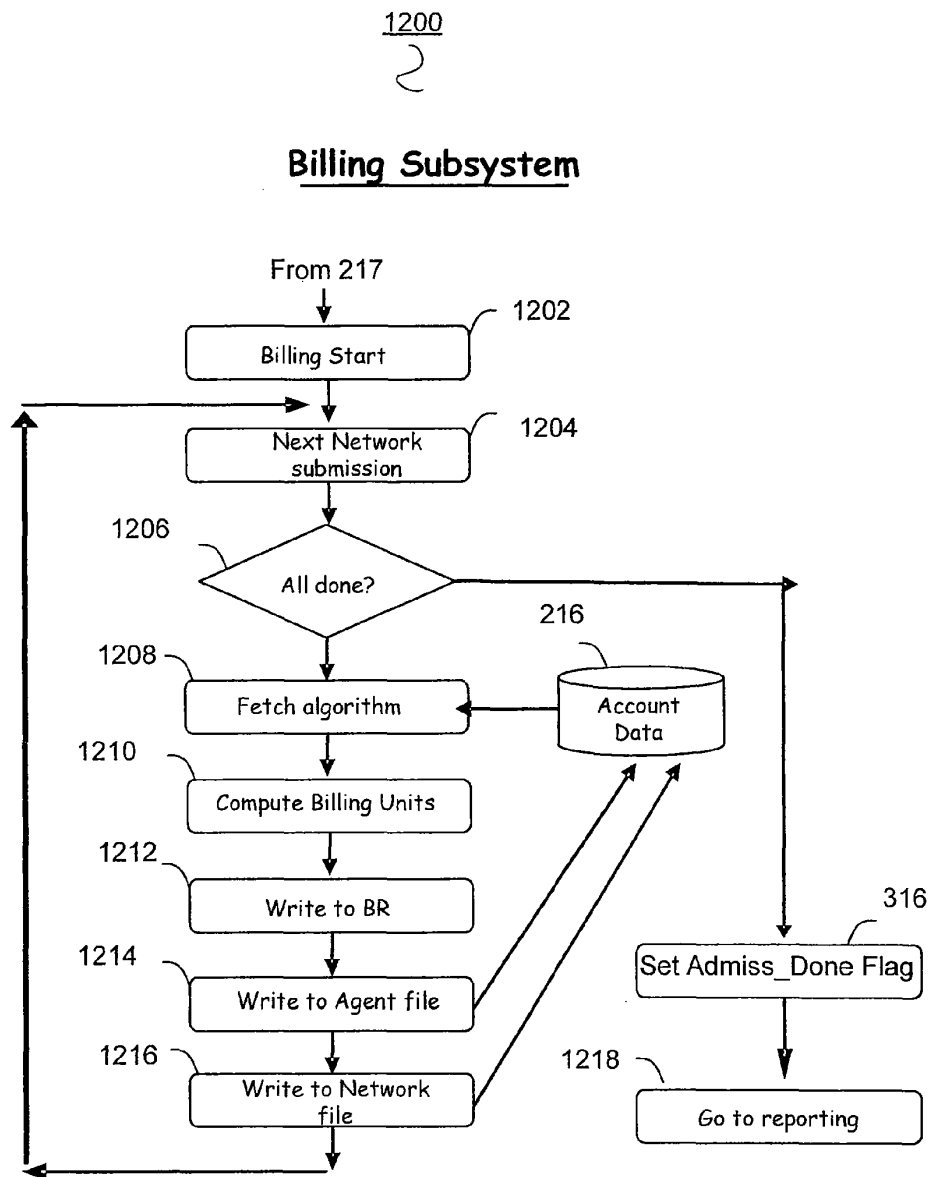 1200
Billing Subsystem
From 217
1202
Billing Start
1204
Next Network
submission
1206
All done?
216
1208
Fetch algorithm
Account
Data
1210
Compute Billing Units
1212
Write to BR
316
1214
Set Admiss_Done Flag
Write to Agent file
1216
1218
Write to Network
file
Go to reporting